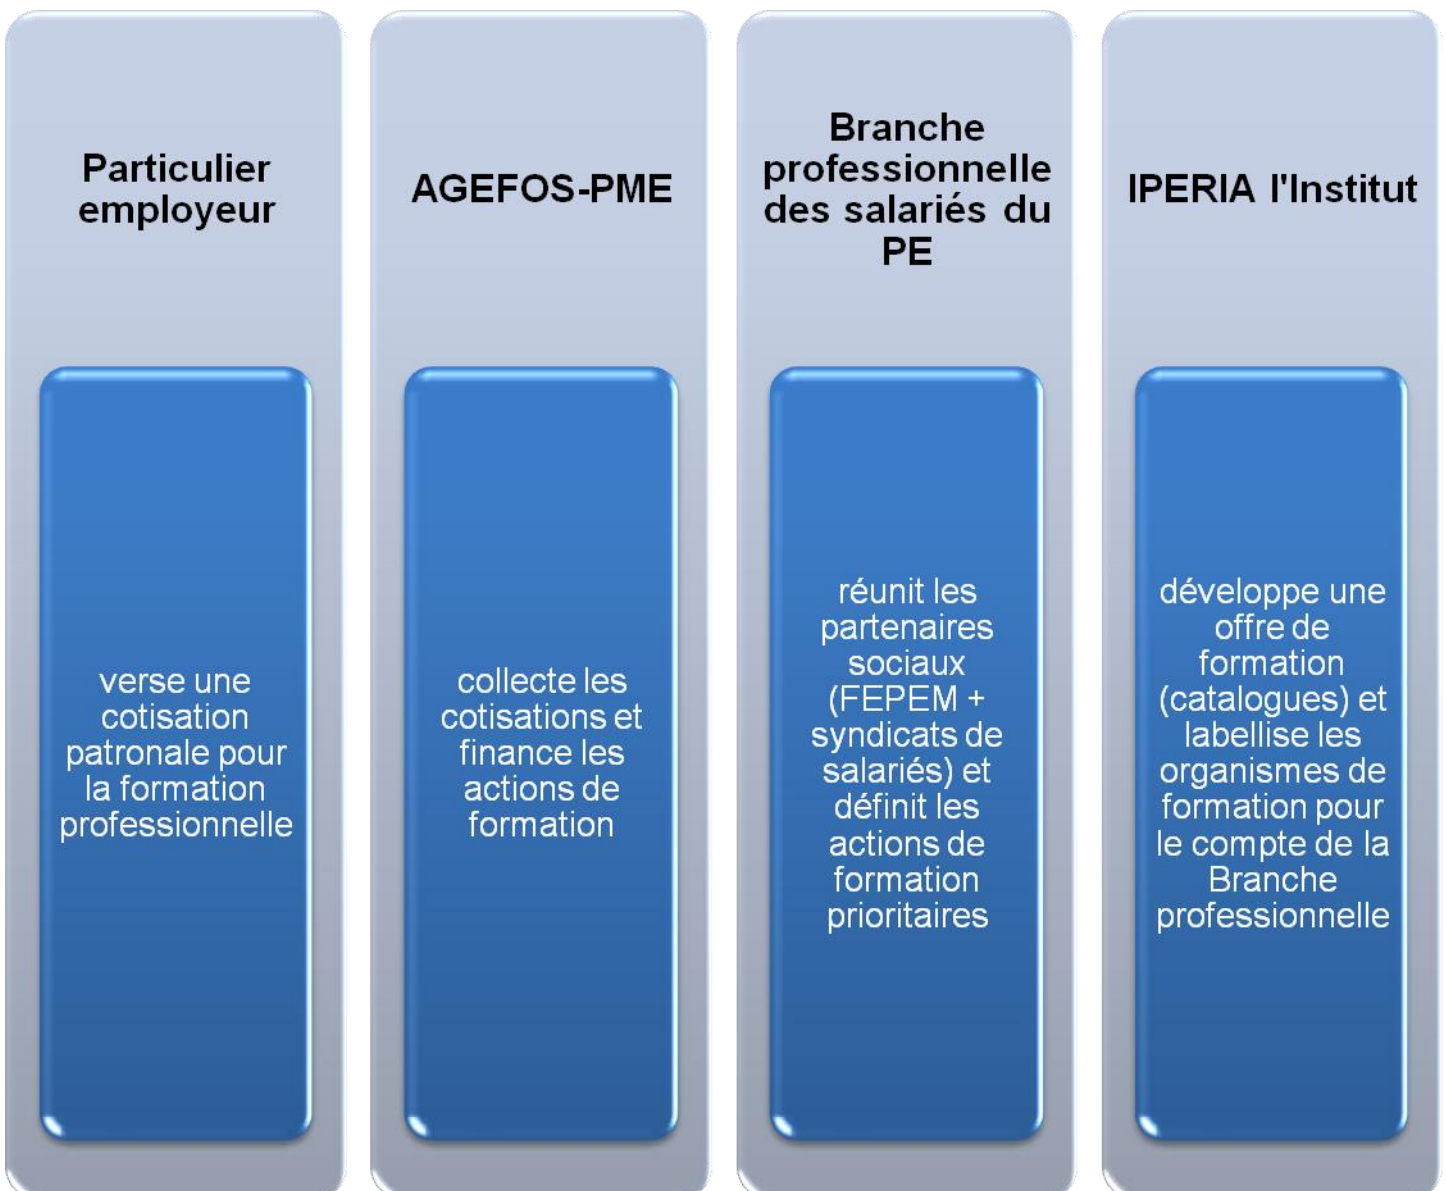 Particulier
employeur
verse une
cotisation
patronale pour
la formation
professionnelle
AGEFOS-PME
collecte les
cotisations et
finance les
actions de
formation
Branche
professionnelle
des salariés du
PE
réunit les
partenaires
sociaux
(FEPEM +
syndicats de
salariés) et
définit les
actions de
formation
prioritaires
IPERIA l'Institut
développe une
offre de
formation
(catalogues) et
labellise les
organismes de
formation pour
le compte de la
Branche
professionnelle